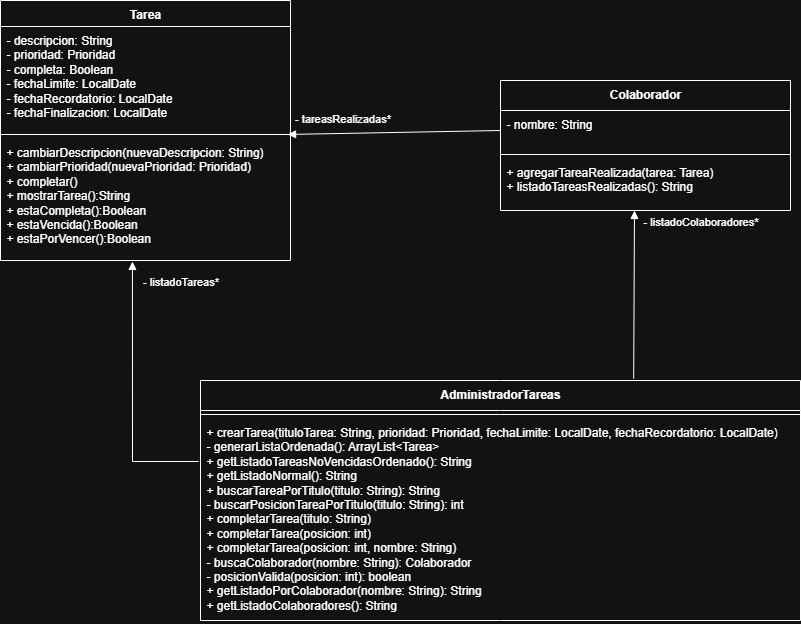 Tarea
- descripcion: String
- prioridad: Prioridad
- completa: Boolean
- fechaLimite: LocalDate
- fechaRecordatorio: LocalDate
- fechaFinalizacion: LocalDate
+ cambiarDescripcion(nuevaDescripcion: String)
+ cambiarPrioridad(nuevaPrioridad: Prioridad)
+ completar()
+ mostrarTarea():String
+ estaCompleta():Boolean
+ estaVencida():Boolean
+ estaPorVencer():Boolean
- tareasRealizadas*
Colaborador
- nombre: String
+ agregarTareaRealizada(tarea: Tarea)
+ listadoTareasRealizadas(): String
- listadoColaboradores*
- listadoTareas*
AdministradorTareas
+ crearTarea(tituloTarea: String, prioridad: Prioridad, fechaLimite: LocalDate, fechaRecordatorio: LocalDate)
- generarListaOrdenada(): ArrayList<Tarea>
+ getListadoTareasNoVencidasOrdenado(): String
+ getListadoNormal(): String
+ buscarTareaPorTitulo(titulo: String): String
- buscarPosicionTareaPorTitulo(titulo: String): int
+ completarTarea(titulo: String)
+ completarTarea(posicion: int)
+ completarTarea(posicion: int, nombre: String)
- buscaColaborador(nombre: String): Colaborador
- posicionValida(posicion: int): boolean
+ getListadoPorColaborador(nombre: String): String
+ getListadoColaboradores(): String